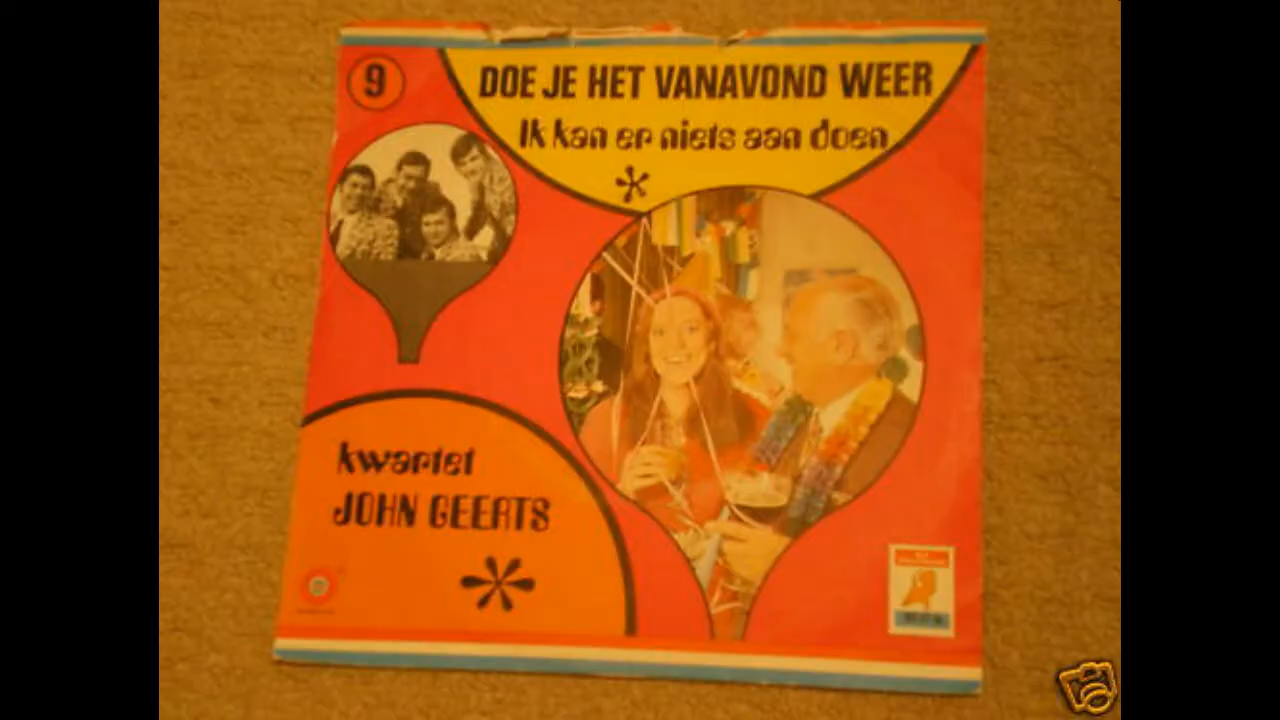 9
DOE JE HET VANAVOND WEER
Ik kan er niets aan doen
kwartet
JOHN GEERTS